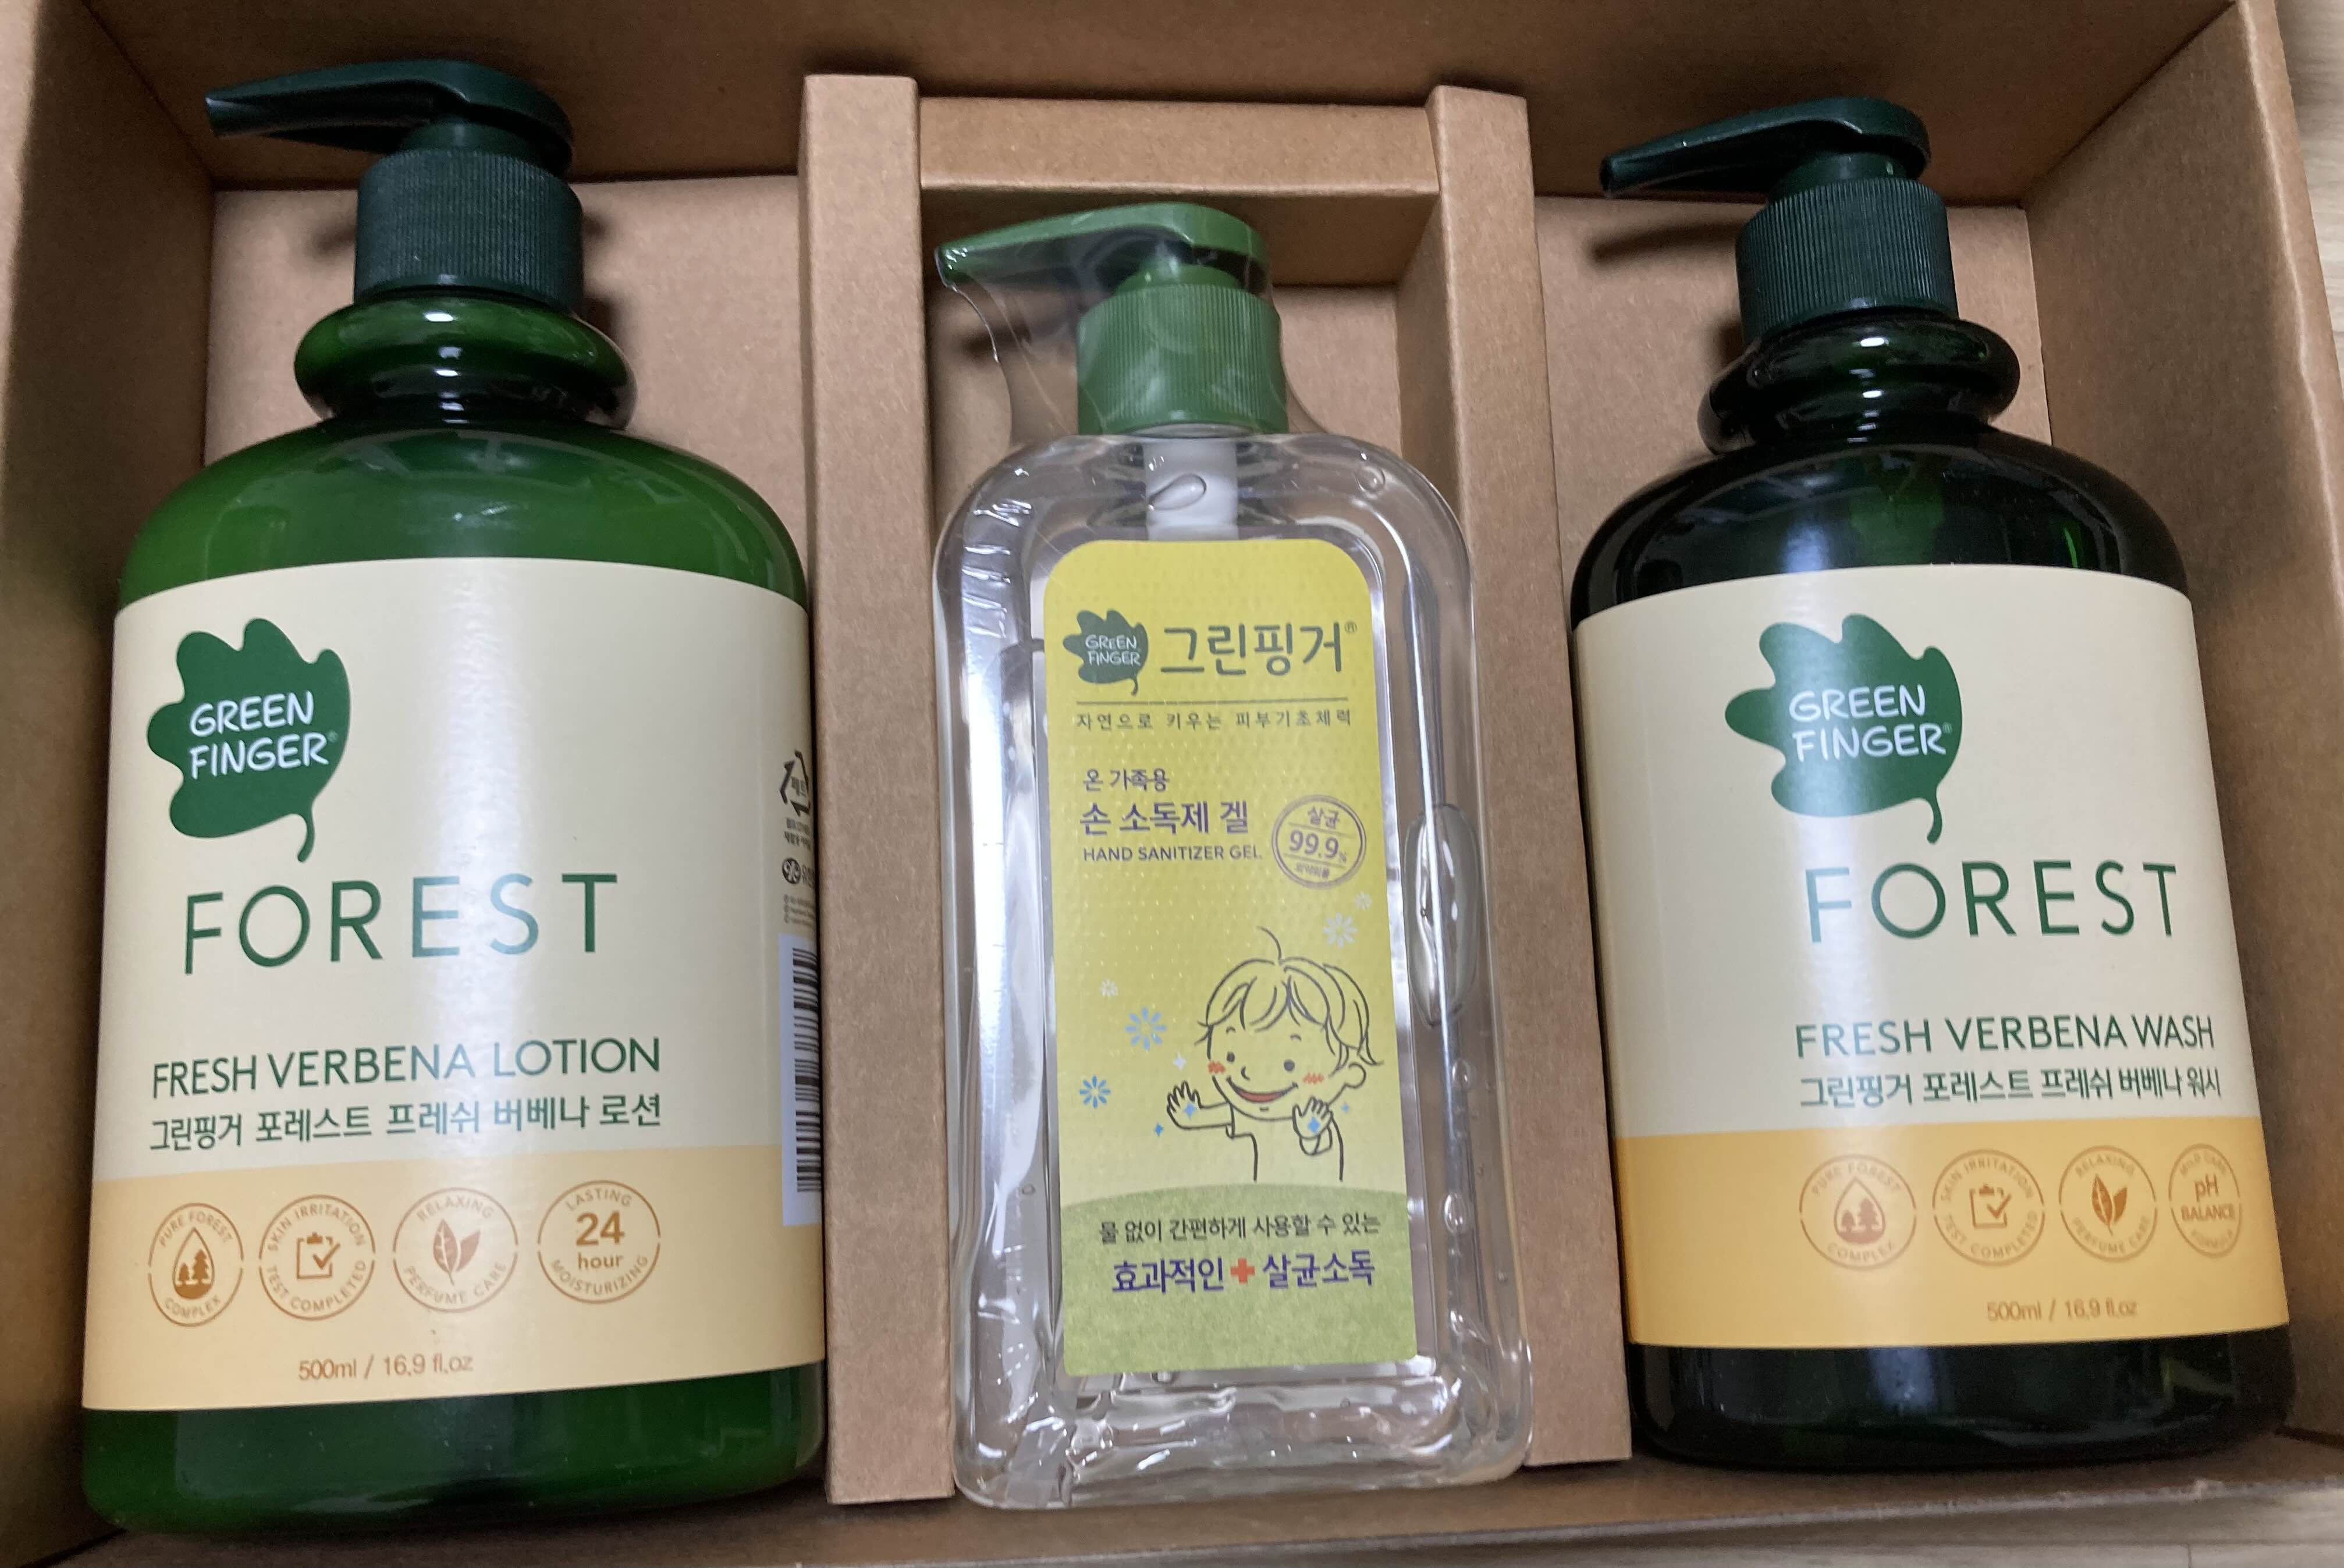 GREEN
FINGER®
FOREST
FRESH VERBENA LOTION
그린핑거 포레스트 프레쉬 버베나 로션
PURE FOREST
COMPLEX
SKIN IRRITATION
TEST COMPLETED
RELAXING
PERFUME CARE
LASTING
24
hour
MOISTURIZING
500ml / 16.9 fl.oz
GREEN
FINGER
그린핑거®
자연으로 키우는 피부기초체력
온 가족용
손 소독제 겔
HAND SANITIZER GEL
살균
99.9%
물 없이 간편하게 사용할 수 있는
효과적인 + 살균소독
GREEN
FINGER®
FOREST
FRESH VERBENA WASH
그린핑거 포레스트 프레쉬 버베나 워시
PURE FOREST
COMPLEX
SKIN IRRITATION
TEST COMPLETED
RELAXING
PERFUME CARE
pH
BALANCE
FORMULA
500ml / 16.9 fl.oz